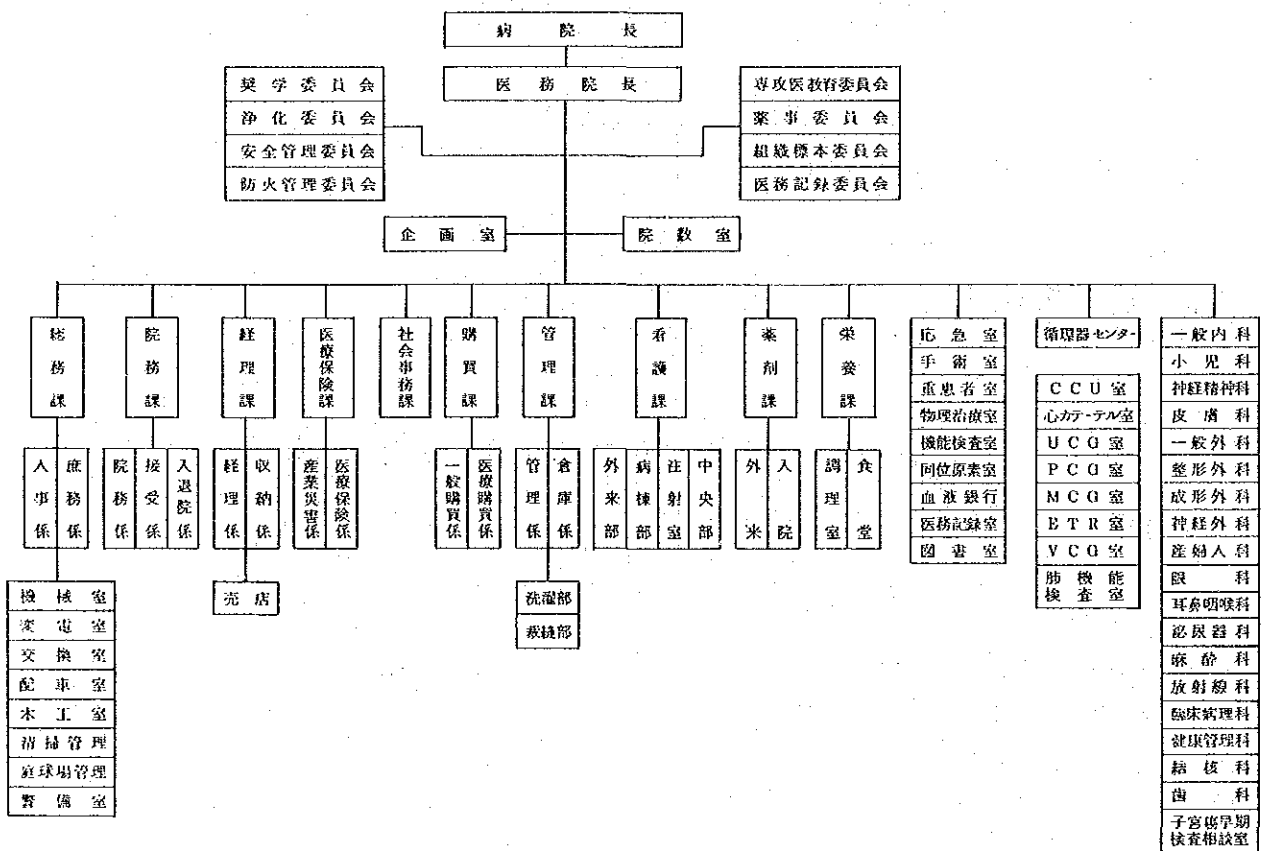 病院長
医務院長
奨学委員会
浄化委員会
安全管理委員会
防火管理委員会
専攻医教育委員会
薬事委員会
組織標本委員会
医務記録委員会
企画室
院数室
総務課
院務課
経理課
医療保険課
社会事務課
購買課
管理課
看護課
薬剤課
栄養課
人事係
庶務係
院務係
接受係
入退院係
経理係
収納係
産業災害係
医療保険係
一般購買係
医療購買係
管理係
倉庫係
外来部
病棟部
注射室
中央部
外来
入院
調理室
食堂
機械室
変電室
交換室
配車室
木工室
清掃管理
庭球場管理
警備室
売店
洗濯部
裁縫部
応急室
手術室
重患者室
物理治療室
機能検査室
同位原素室
血液銀行
医務記録室
図書室
循環器センター
CCU室
心カテーテル室
UCG室
PCG室
MCG室
ETR室
VCG室
肺機能
検査室
一般内科
小児科
神経精神科
皮膚科
一般外科
整形外科
成形外科
神経外科
産婦人科
眼科
耳鼻咽喉科
泌尿器科
麻酔科
放射線科
臨床病理科
健康管理科
結核科
歯科
子宮癌早期
検査相談室